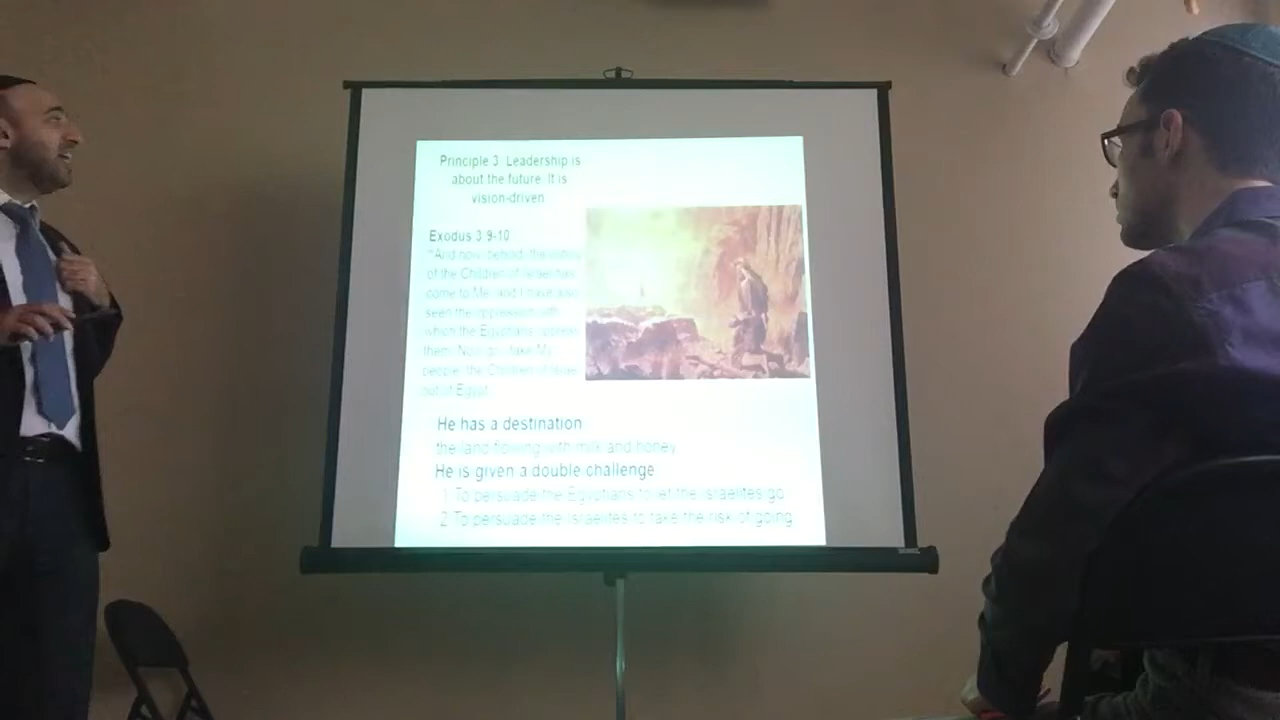 Principle 3. Leadership is
about the future. It is
vision-driven
Exodus 3 9-10
"And now behold, the outcry
of the Children of Israel has
come to Me, and I have also
seen the oppression with
which the Egyptians oppress
them. Now go, take My
people, the Children of Israel
out of Egypt.
He has a destination
the land flowing with milk and honey
He is given a double challenge
1 To persuade the Egyptians to let the Israelites go
2 To persuade the Israelites to take the risk of going